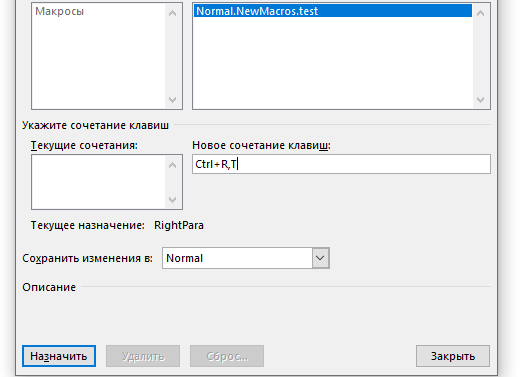 Макросы
Normal.NewMacros.test
Укажите сочетание клавиш
Текущие сочетания:
Новое сочетание клавиш:
Ctrl+R,T
Текущее назначение: RightPara
Сохранить изменения в: Normal
Описание
Назначить
Удалить
Сброс...
Закрыть